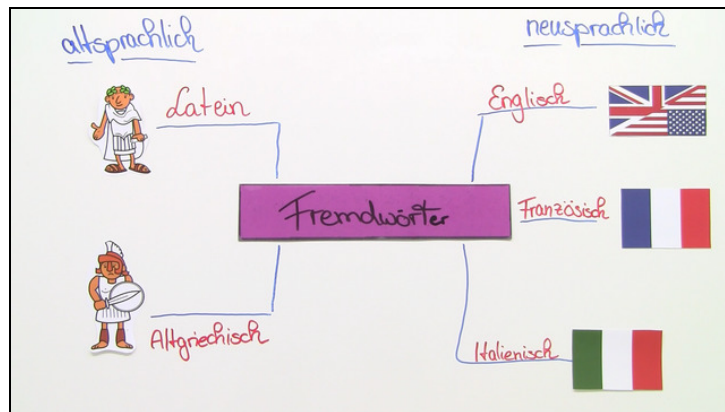 altsprachlich
neusprachlich
Latein
Englisch
Fremdwörter
Französisch
Altgriechisch
Italienisch